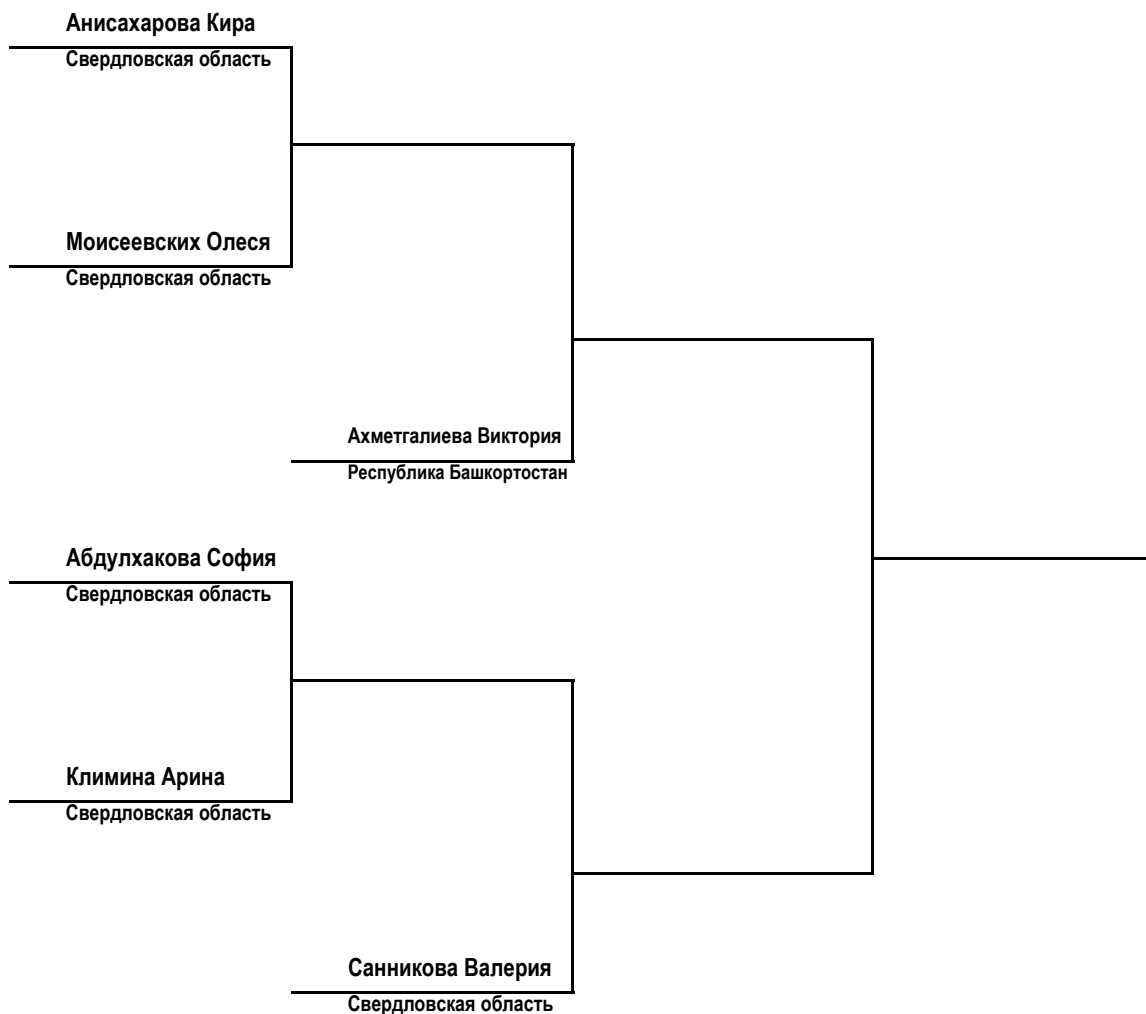 Анисахарова Кира
Свердловская область
Моисеевских Олеся
Свердловская область
Ахметгалиева Виктория
Республика Башкортостан
Абдулхакова София
Свердловская область
Климина Арина
Свердловская область
Санникова Валерия
Свердловская область